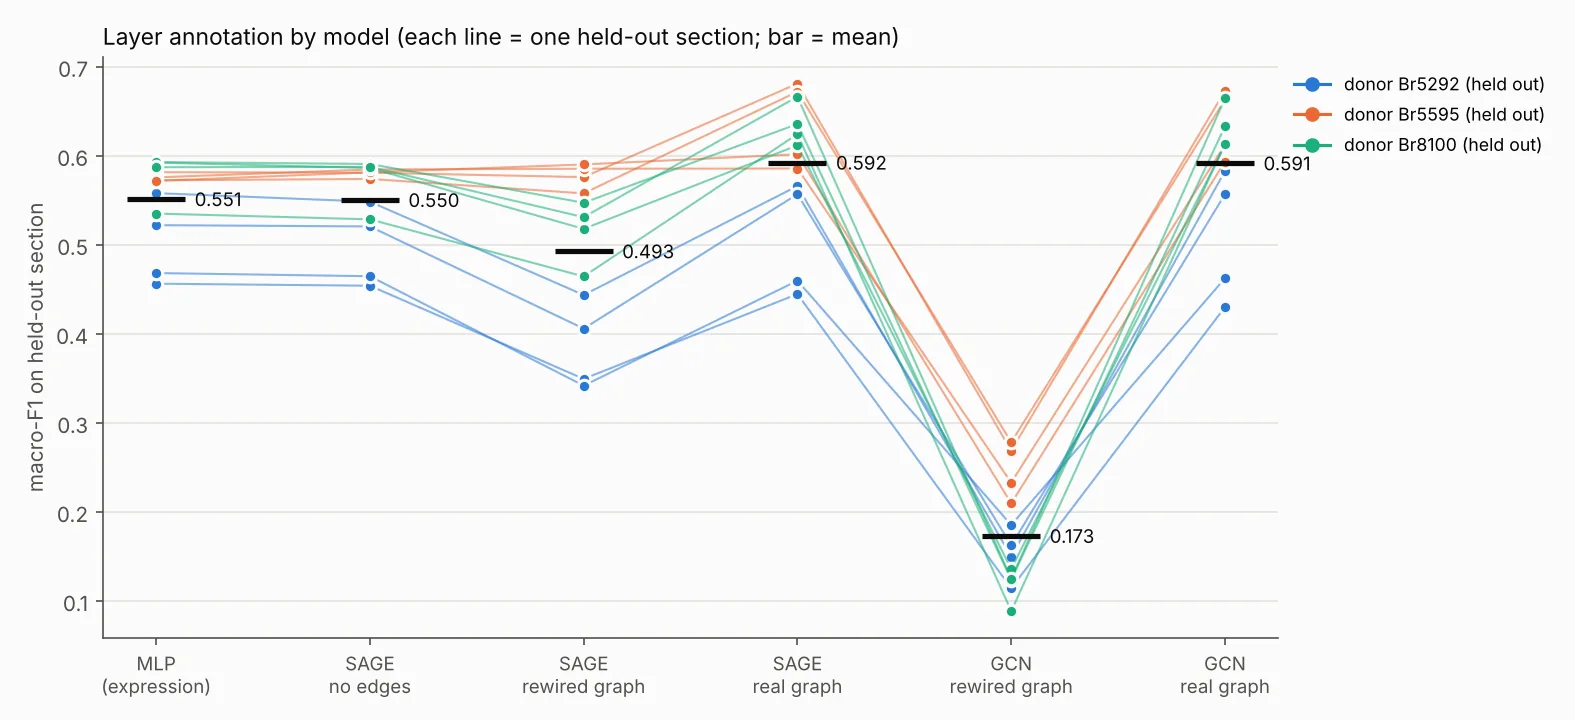 Layer annotation by model (each line = one held-out section; bar = mean)
donor Br5292 (held out)
donor Br5595 (held out)
donor Br8100 (held out)
macro-F1 on held-out section
0.7
0.6
0.5
0.4
0.3
0.2
0.1
0.551
0.550
0.493
0.592
0.173
0.591
MLP
(expression)
SAGE
no edges
SAGE
rewired graph
SAGE
real graph
GCN
rewired graph
GCN
real graph